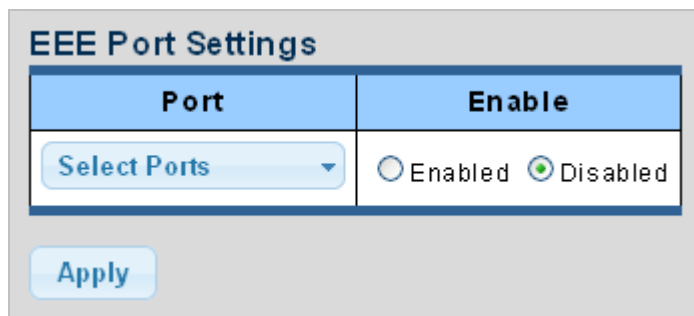 EEE Port Settings
Port Enable
Select Ports Enabled Disabled
Apply